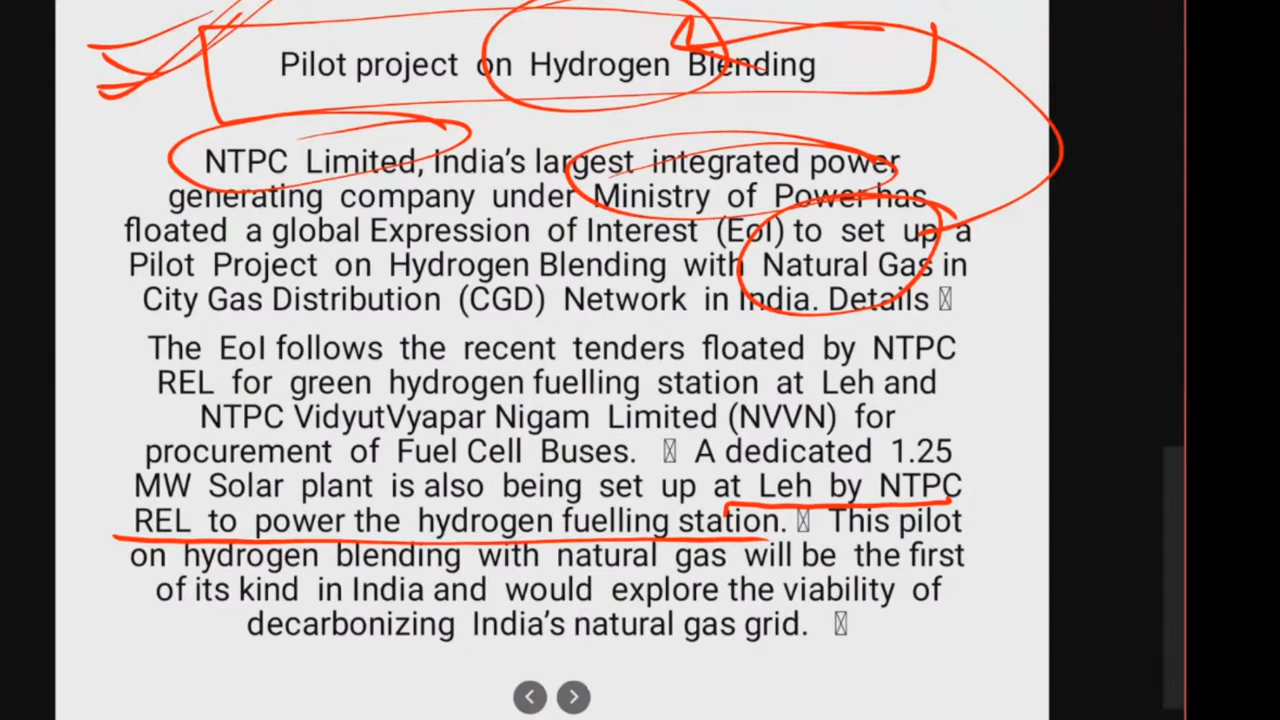 Pilot project on Hydrogen Blending
NTPC Limited, India’s largest integrated power
generating company under Ministry of Power has
floated a global Expression of Interest (EoI) to set up a
Pilot Project on Hydrogen Blending with Natural Gas in
City Gas Distribution (CGD) Network in India. Details
The EoI follows the recent tenders floated by NTPC
REL for green hydrogen fuelling station at Leh and
NTPC VidyutVyapar Nigam Limited (NVVN) for
procurement of Fuel Cell Buses. A dedicated 1.25
MW Solar plant is also being set up at Leh by NTPC
REL to power the hydrogen fuelling station. This pilot
on hydrogen blending with natural gas will be the first
of its kind in India and would explore the viability of
decarbonizing India’s natural gas grid.